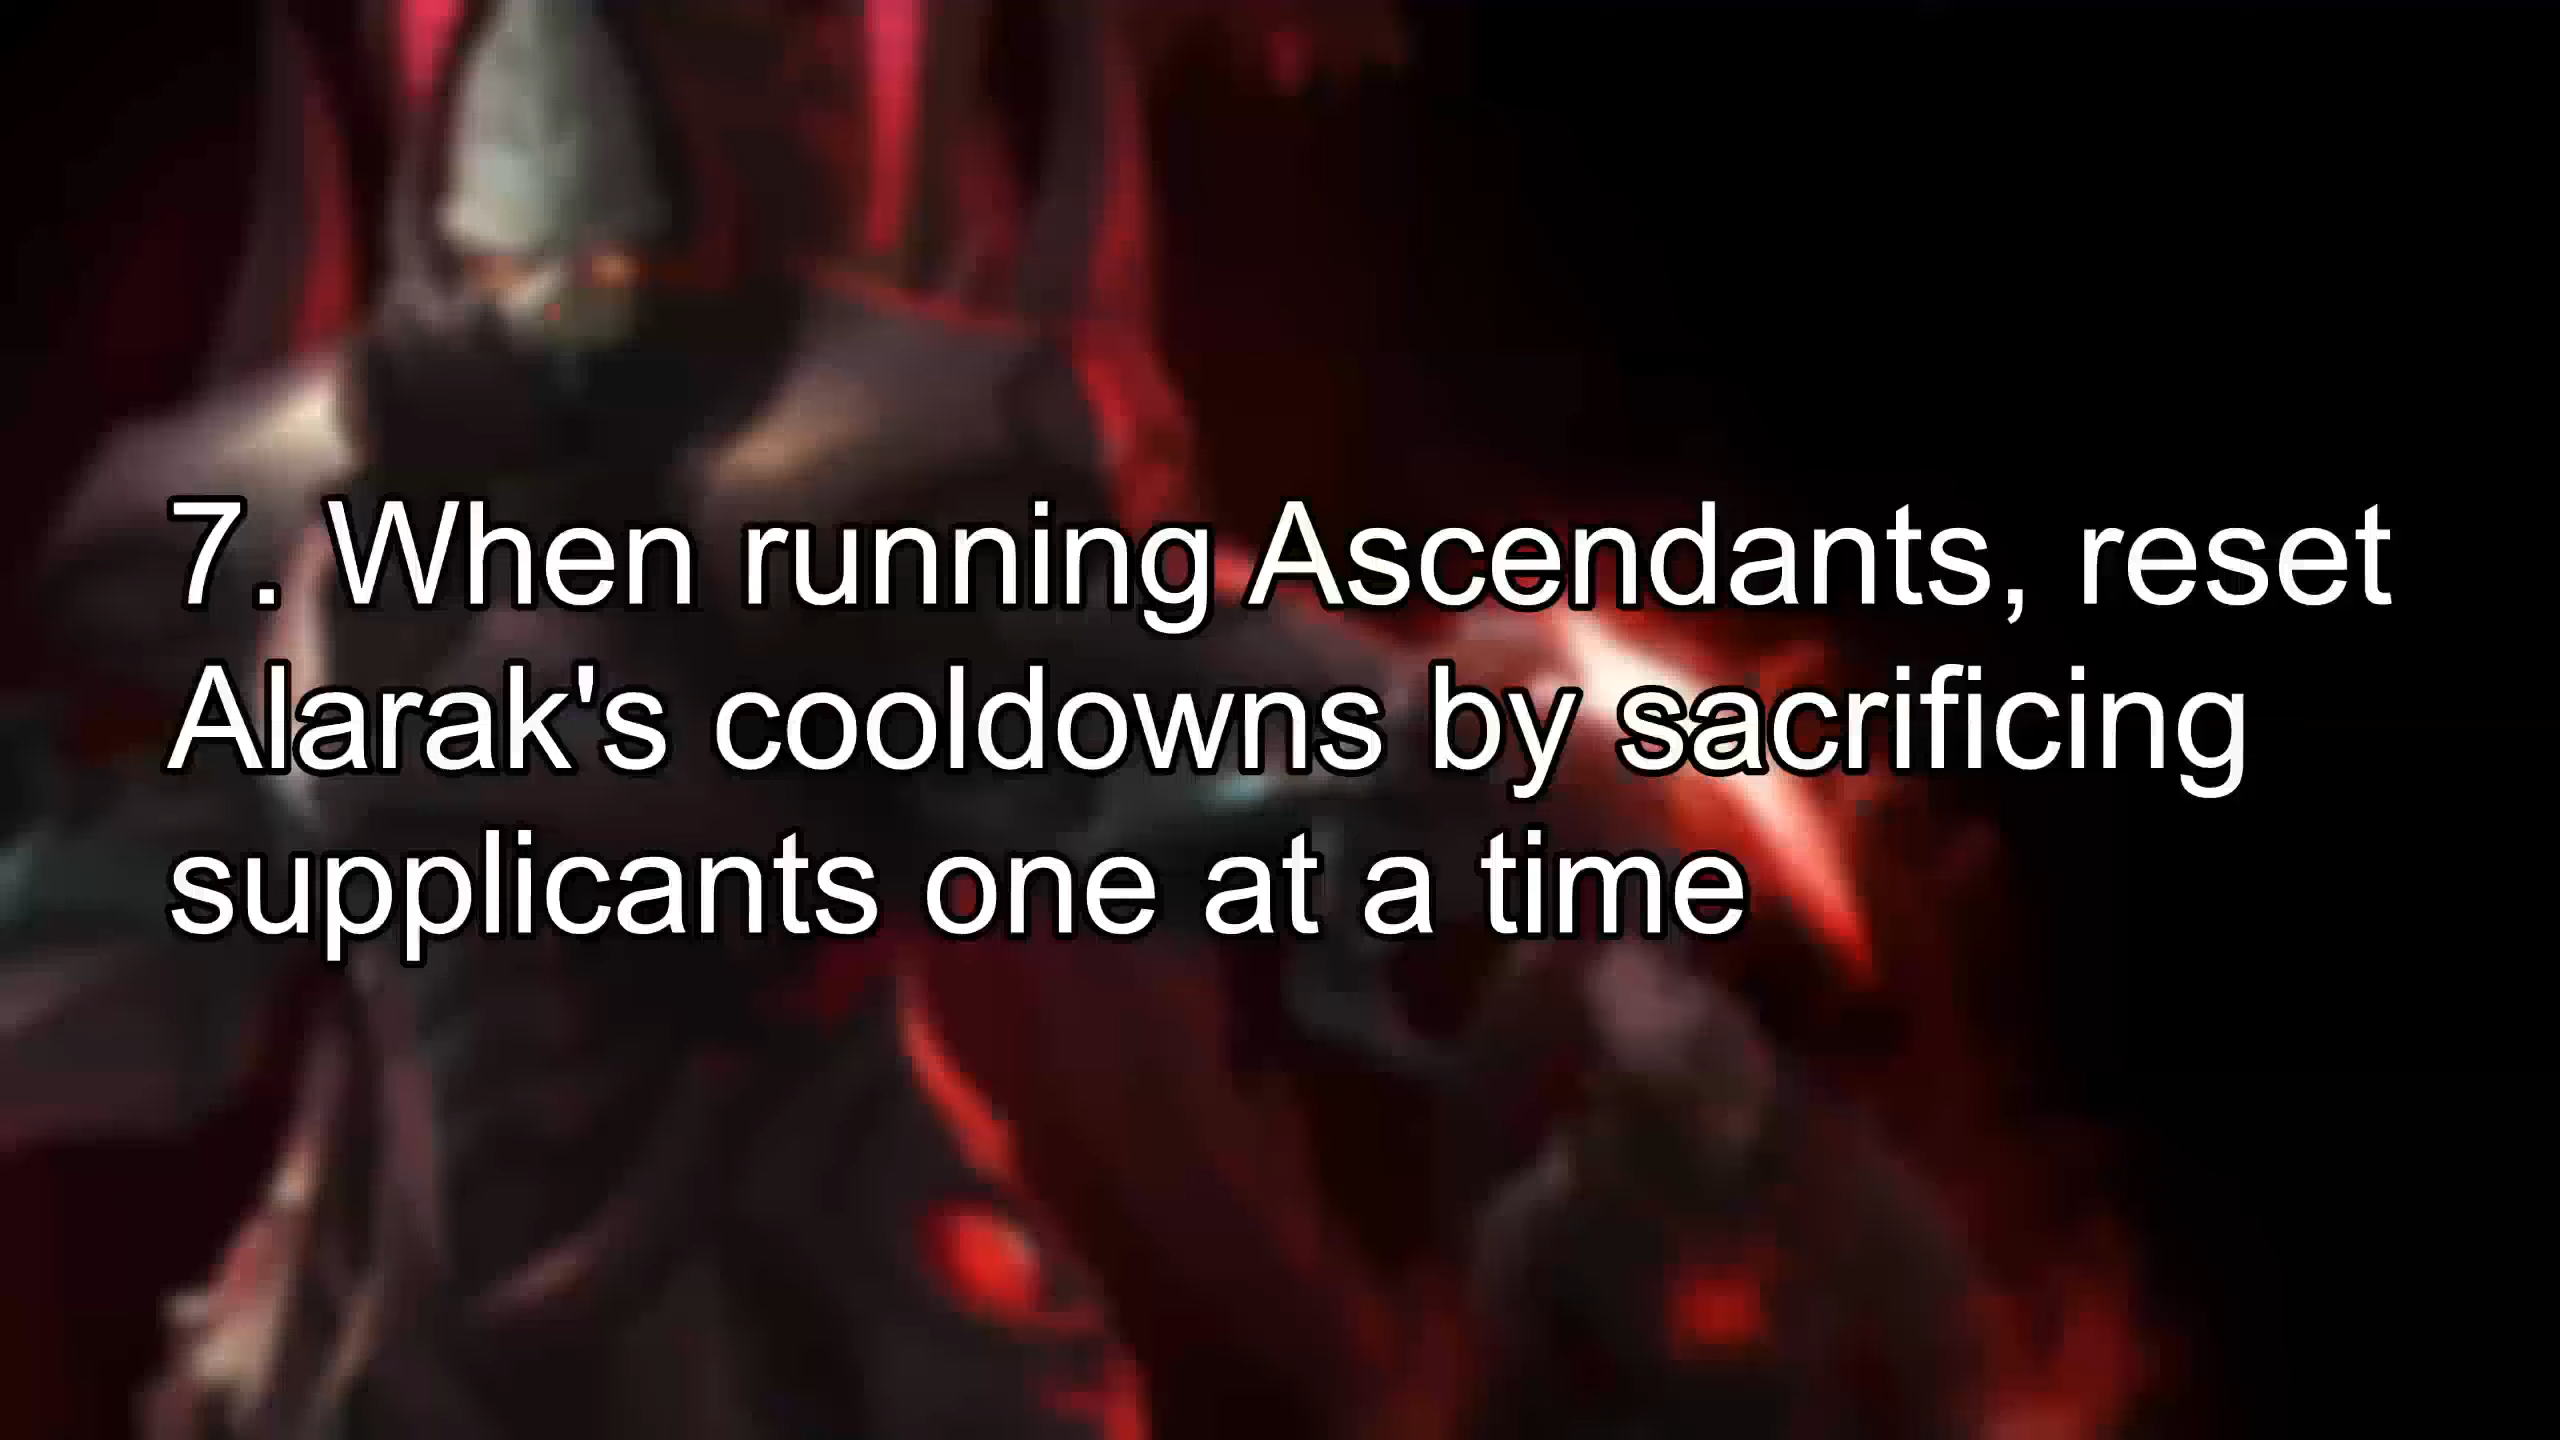 7. When running Ascendants, reset
Alarak's cooldowns by sacrificing
supplicants one at a time